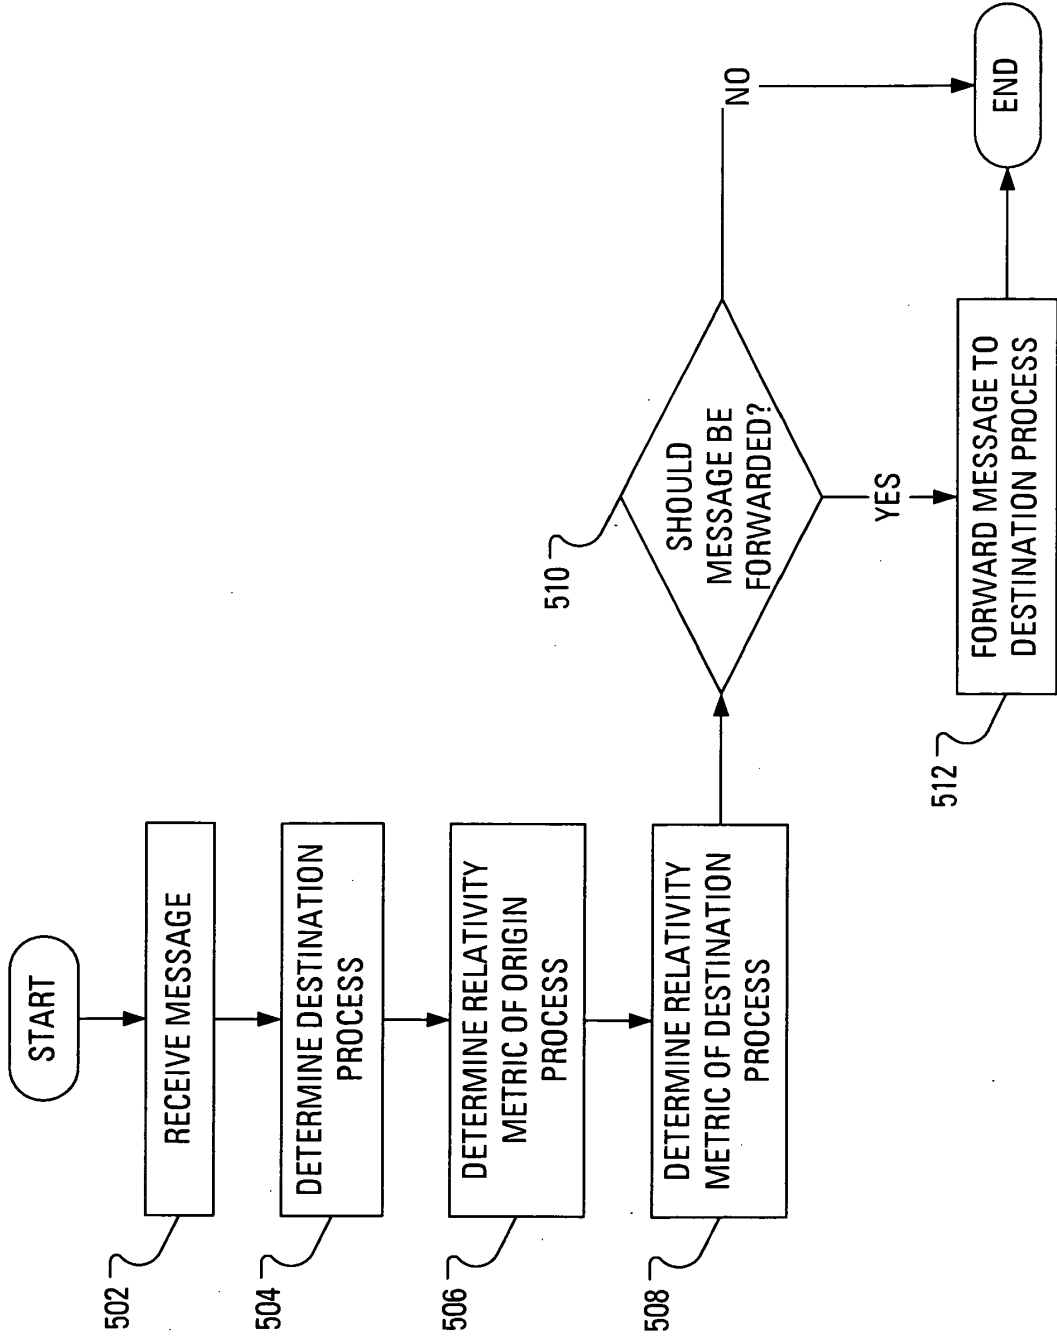 START
502
RECEIVE MESSAGE
504
DETERMINE DESTINATION
PROCESS
506
DETERMINE RELATIVITY
METRIC OF ORIGIN
PROCESS
508
DETERMINE RELATIVITY
METRIC OF DESTINATION
PROCESS
510
SHOULD
MESSAGE BE
FORWARDED?
NO
YES
512
FORWARD MESSAGE TO
DESTINATION PROCESS
END